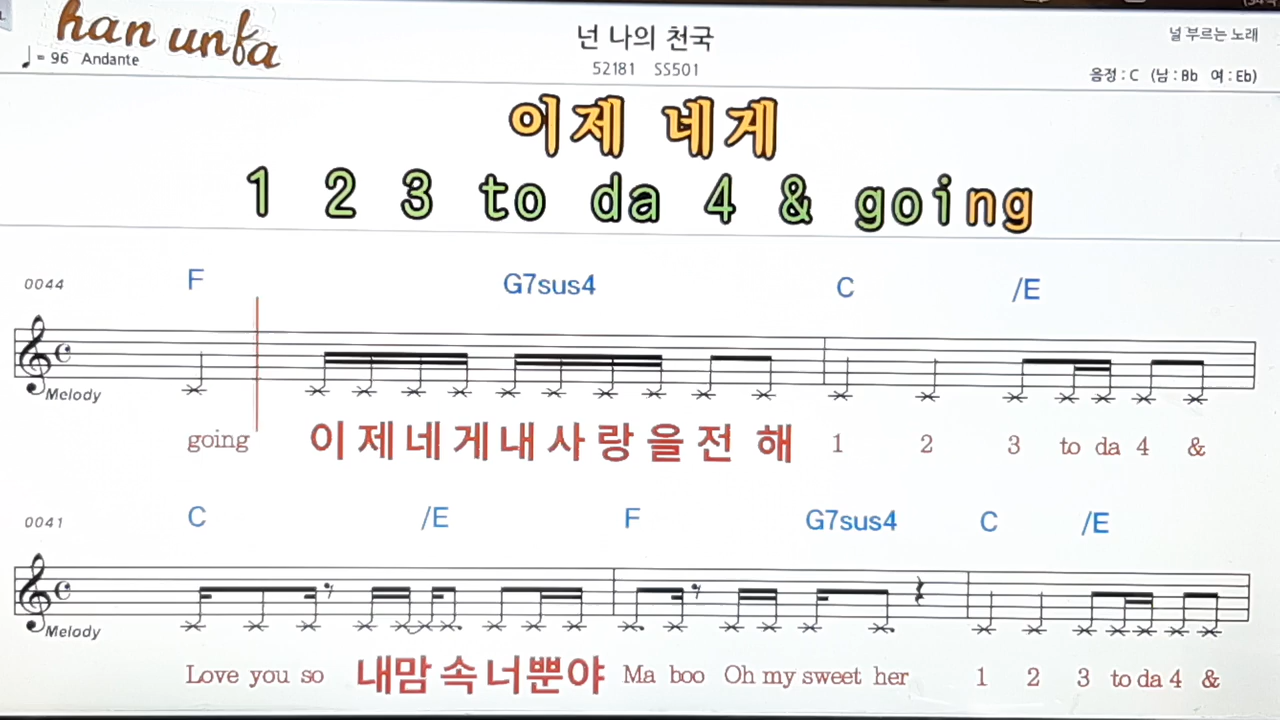 han unfa
♩= 96 Andante
넌 나의 천국
52181 SS501
널 부르는 노래
음정 : C (남 : Bb 여 : Eb)
이제 네게
1 2 3 to da 4 & going
0044 F G7sus4 C /E
Melody
going 이 제 네 게 내 사 랑 을 전 해 1 2 3 to da 4 &
0041 C /E F G7sus4 C /E
Melody
Love you so 내맘 속 너뿐야 Ma boo Oh my sweet her 1 2 3 to da 4 &